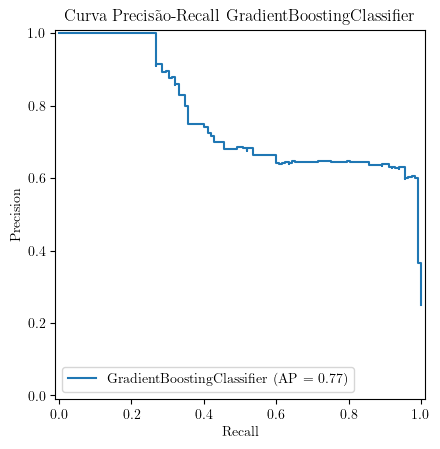 Curva Precisão-Recall GradientBoostingClassifier
1.0
0.8
0.6
0.4
0.2
0.0
Precision
GradientBoostingClassifier (AP = 0.77)
0.0 0.2 0.4 0.6 0.8 1.0
Recall